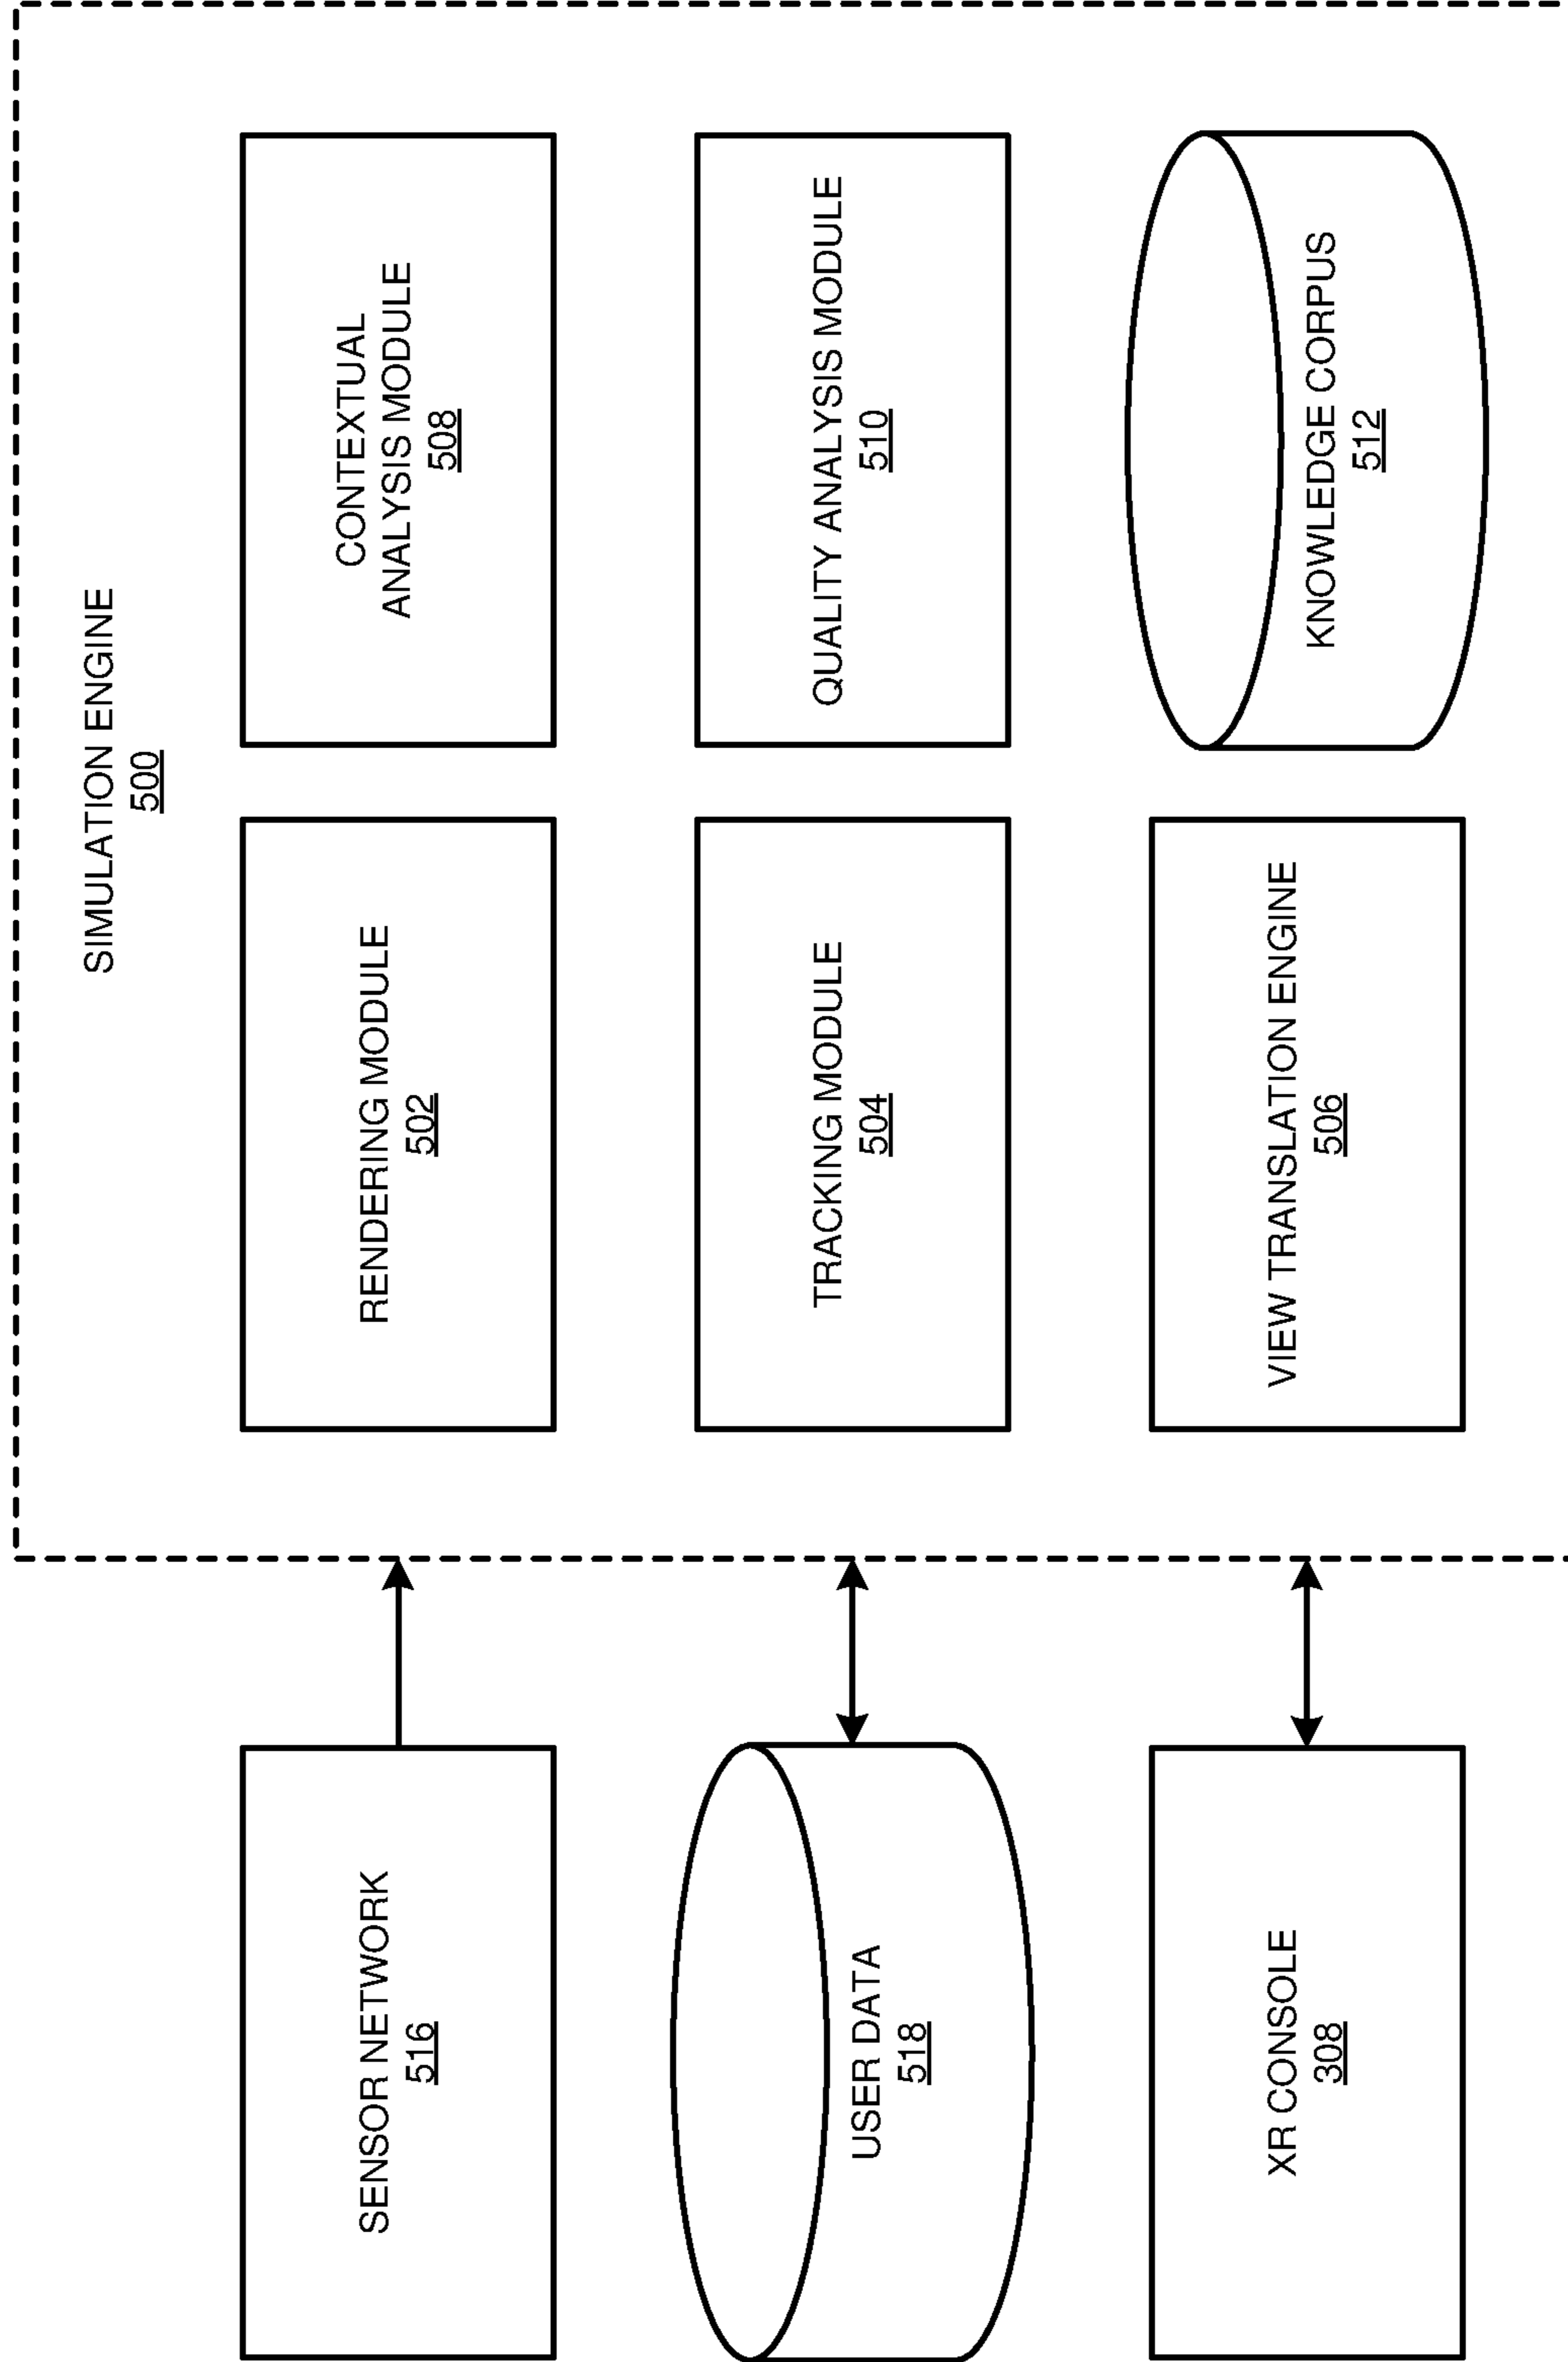 SIMULATION ENGINE
500
SENSOR NETWORK
516
RENDERING MODULE
502
CONTEXTUAL
ANALYSIS MODULE
508
USER DATA
518
TRACKING MODULE
504
QUALITY ANALYSIS MODULE
510
XR CONSOLE
308
VIEW TRANSLATION ENGINE
506
KNOWLEDGE CORPUS
512